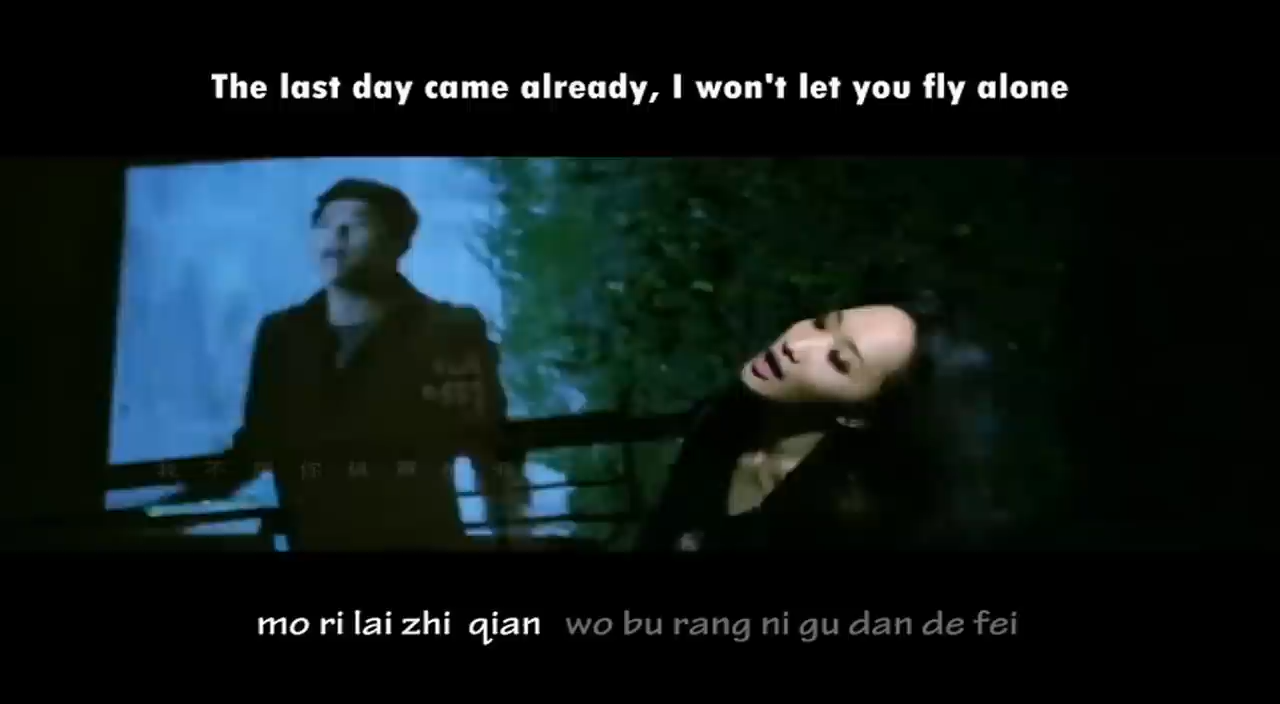 The last day came already, I won't let you fly alone
mo ri lai zhi qian wo bu rang ni gu dan de fei